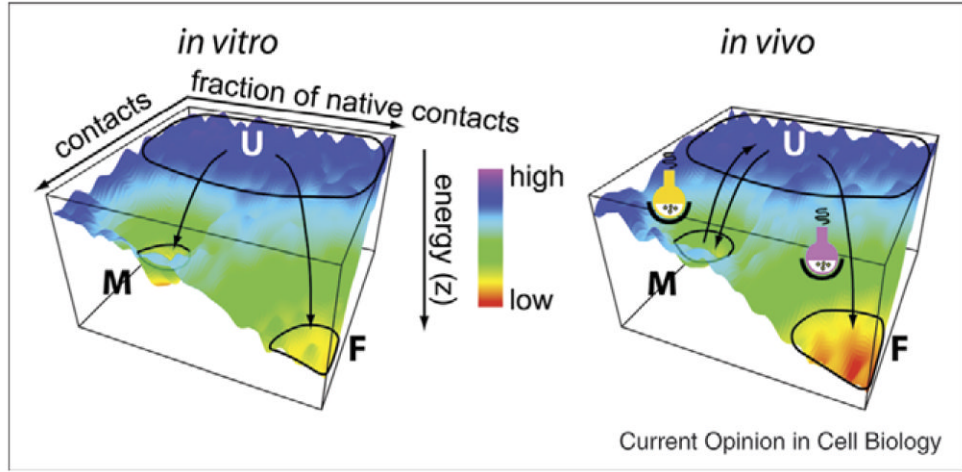 in vitro
in vivo
contacts
fraction of native contacts
energy (z)
high
low
U
M
F
U
M
F
Current Opinion in Cell Biology